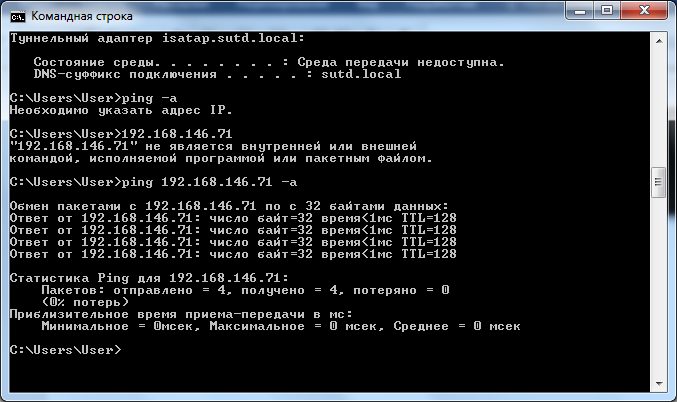 Командная строка
Туннельный адаптер isatap.sutd.local:
Состояние среды. . . . . . . . : Среда передачи недоступна.
DNS-суффикс подключения . . . . . : sutd.local
C:\Users\User>ping -a
Необходимо указать адрес IP.
C:\Users\User>192.168.146.71
"192.168.146.71" не является внутренней или внешней
командой, исполняемой программой или пакетным файлом.
C:\Users\User>ping 192.168.146.71 -a
Обмен пакетами с 192.168.146.71 по с 32 байтами данных:
Ответ от 192.168.146.71: число байт=32 время<1мс TTL=128
Ответ от 192.168.146.71: число байт=32 время<1мс TTL=128
Ответ от 192.168.146.71: число байт=32 время<1мс TTL=128
Ответ от 192.168.146.71: число байт=32 время<1мс TTL=128
Статистика Ping для 192.168.146.71:
Пакетов: отправлено = 4, получено = 4, потеряно = 0
(0% потерь)
Приблизительное время приема-передачи в мс:
Минимальное = 0мсек, Максимальное = 0 мсек, Среднее = 0 мсек
C:\Users\User>